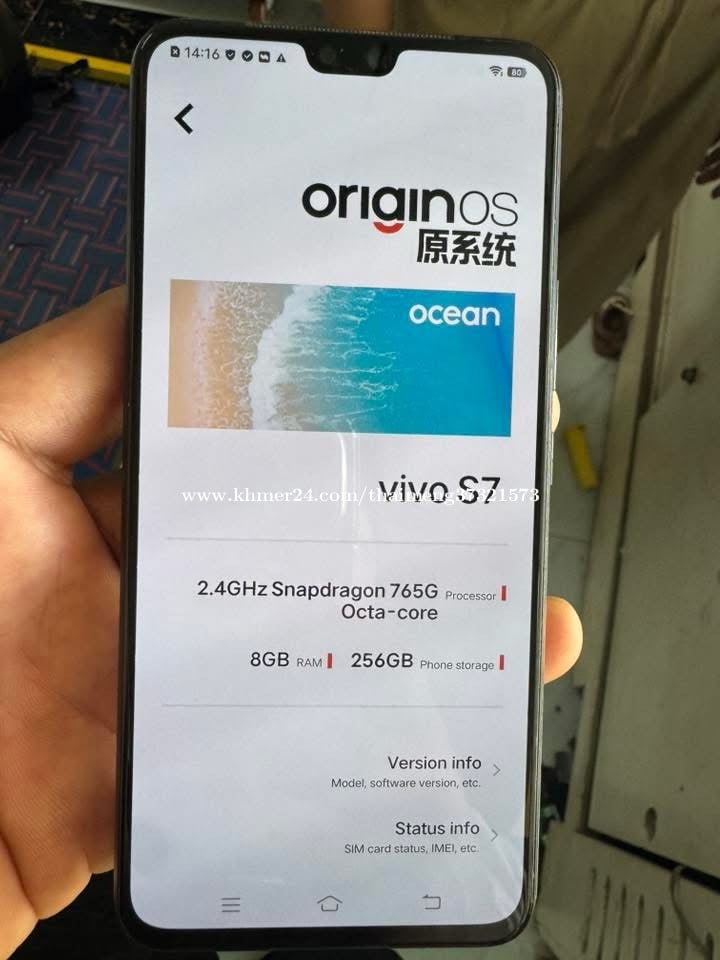 14:16
80
originOS
原系统
ocean
vivo S7
www.khmer24.com/thaimeng37321573
2.4GHz Snapdragon 765G Processor
Octa-core
8GB RAM 256GB Phone storage
Version info
Model, software version, etc.
Status info
SIM card status, IMEI, etc.